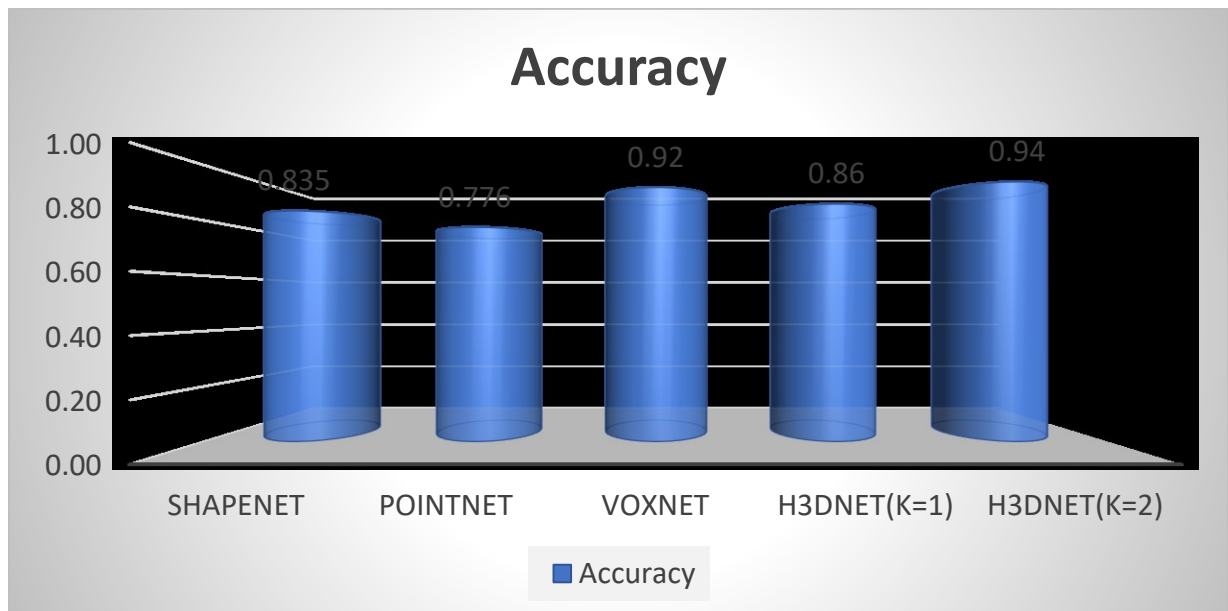 Accuracy
1.00
0.80
0.60
0.40
0.20
0.00
0.835
0.776
0.92
0.86
0.94
SHAPENET
POINTNET
VOXNET
H3DNET(K=1)
H3DNET(K=2)
Accuracy